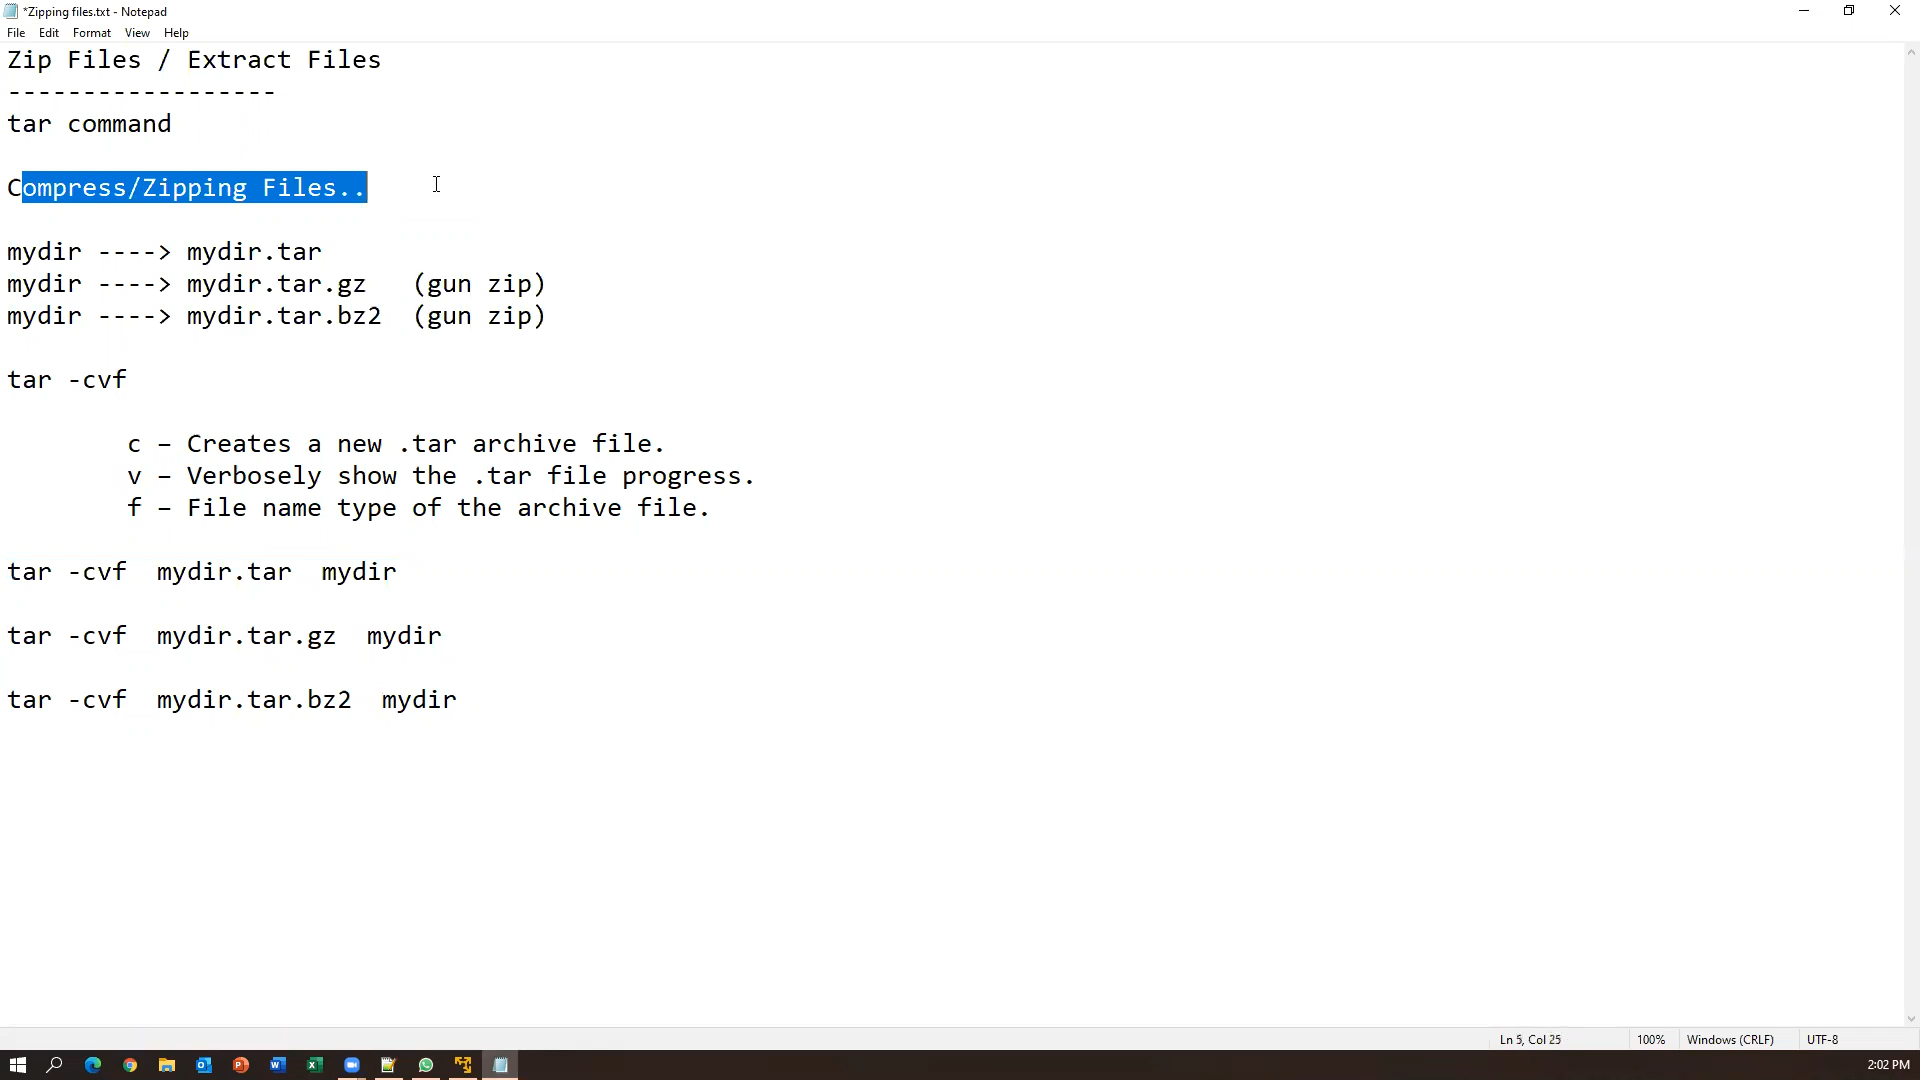 *Zipping files.txt - Notepad
File Edit Format View Help
Zip Files / Extract Files
------------------
tar command
Compress/Zipping Files..
mydir ----> mydir.tar
mydir ----> mydir.tar.gz (gun zip)
mydir ----> mydir.tar.bz2 (gun zip)
tar -cvf
c – Creates a new .tar archive file.
v – Verbosely show the .tar file progress.
f – File name type of the archive file.
tar -cvf mydir.tar mydir
tar -cvf mydir.tar.gz mydir
tar -cvf mydir.tar.bz2 mydir
Ln 5, Col 25 100% Windows (CRLF) UTF-8
2:02 PM